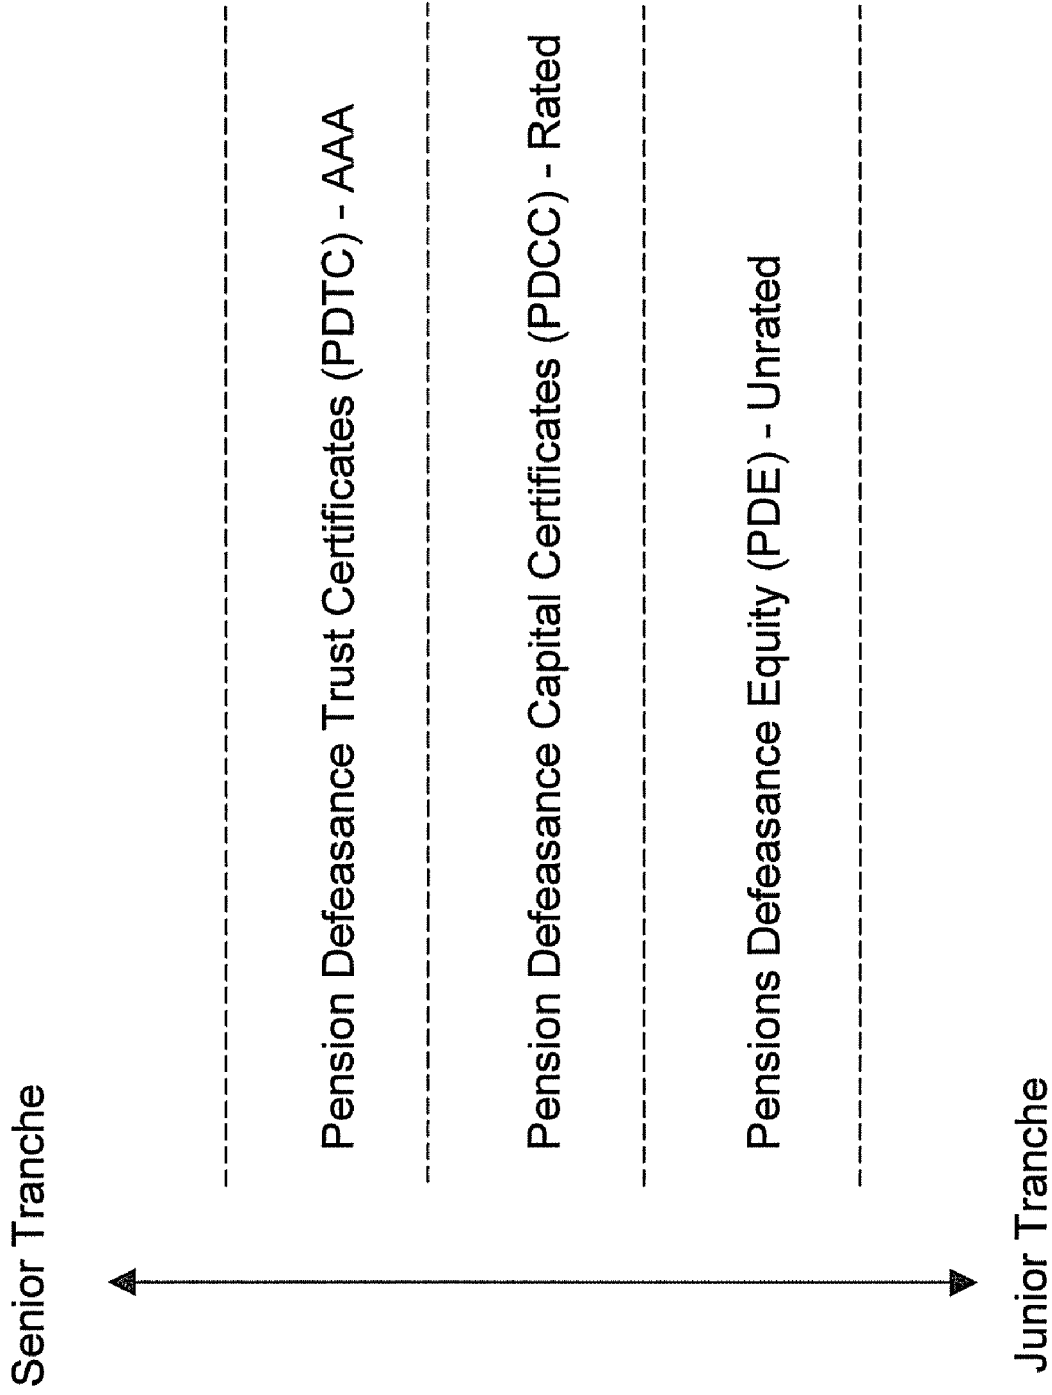 Senior Tranche
Pension Defeasance Trust Certificates (PDTC) - AAA
Pension Defeasance Capital Certificates (PDCC) - Rated
Pensions Defeasance Equity (PDE) - Unrated
Junior Tranche